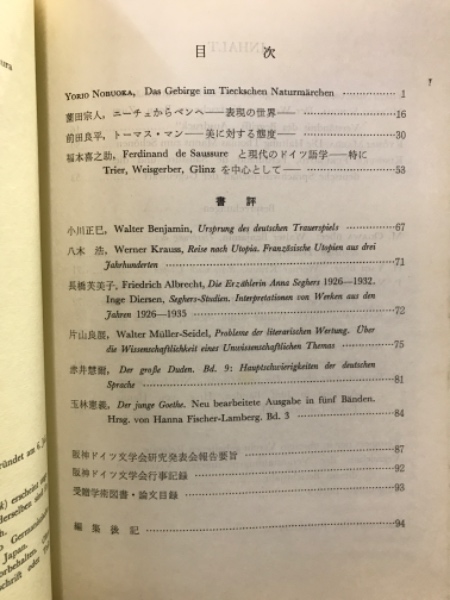 目 次
YORIO NOBUOKA, Das Gebirge im Tieckschen Naturmärchen ……………1
薗田宗人, ニーチェからベンヘ——表現の世界——……………16
前田良平, トーマス・マン——美に対する態度——……………30
福本喜之助, Ferdinand de Saussure と現代のドイツ語学——特に
Trier, Weisgerber, Glinz を中心として——……………53
書 評
小川正巳, Walter Benjamin, Ursprung des deutschen Trauerspiels ……………67
八木 浩, Werner Krauss, Reise nach Utopia. Französische Utopien aus drei
Jahrhunderten ……………71
長橋芙美子, Friedrich Albrecht, Die Erzählerin Anna Seghers 1926—1932.
Inge Diersen, Seghers-Studien. Interpretationen von Werken aus den
Jahren 1926—1935 ……………72
片山良展, Walter Müller-Seidel, Probleme der literarischen Wertung. Über
die Wissenschaftlichkeit eines Unwissenschaftlichen Themas ……………75
赤井慧爾, Der große Duden. Bd. 9: Hauptschwierigkeiten der deutschen
Sprache ……………81
玉林憲義, Der junge Goethe. Neu bearbeitete Ausgabe in fünf Bänden.
Hrsg. von Hanna Fischer-Lamberg. Bd. 3 ……………84
阪神ドイツ文学会研究発表会報告要旨 ……………87
阪神ドイツ文学会行事記録 ……………92
受贈学術図書・論文目録 ……………93
編集後記 ……………94
ründet am 6. J
k) erscheint
derselben sind
h.
Germanisten
Japan.
vorbehalten.
schrift oder